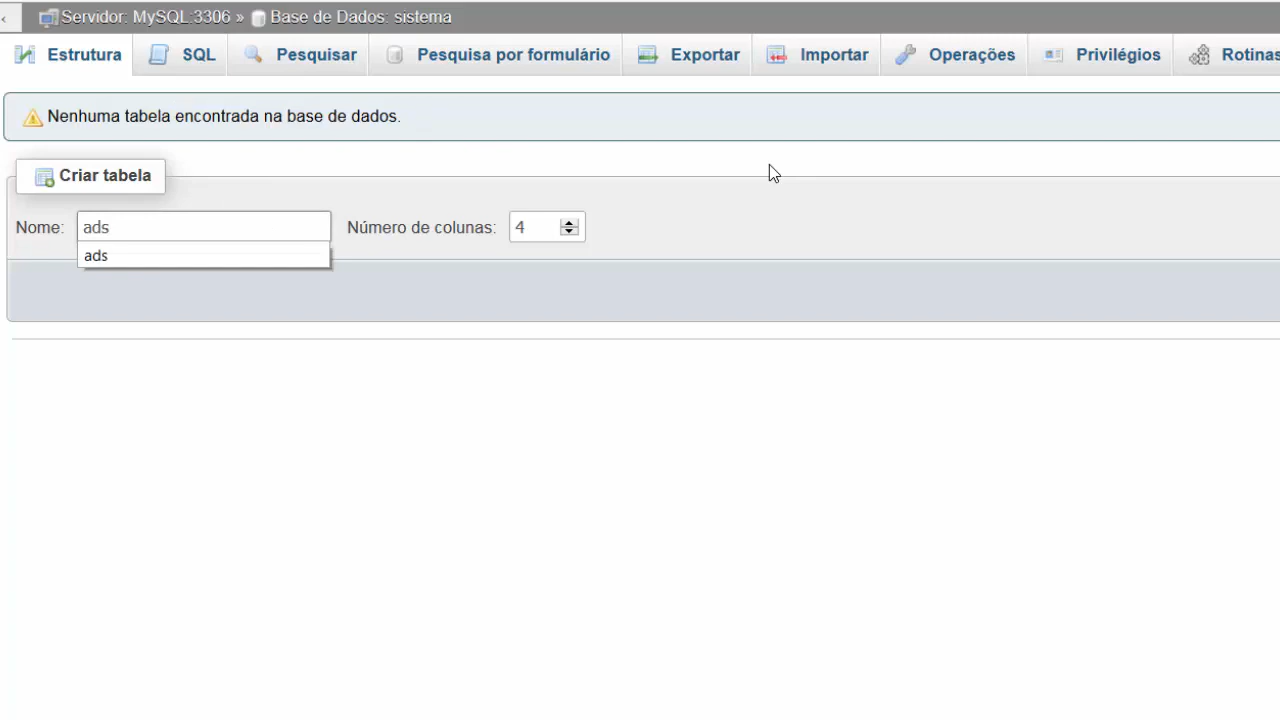 Servidor: MySQL:3306 » Base de Dados: sistema
Estrutura SQL Pesquisar Pesquisa por formulário Exportar Importar Operações Privilégios Rotinas
Nenhuma tabela encontrada na base de dados.
Criar tabela
Nome: ads Número de colunas: 4
ads